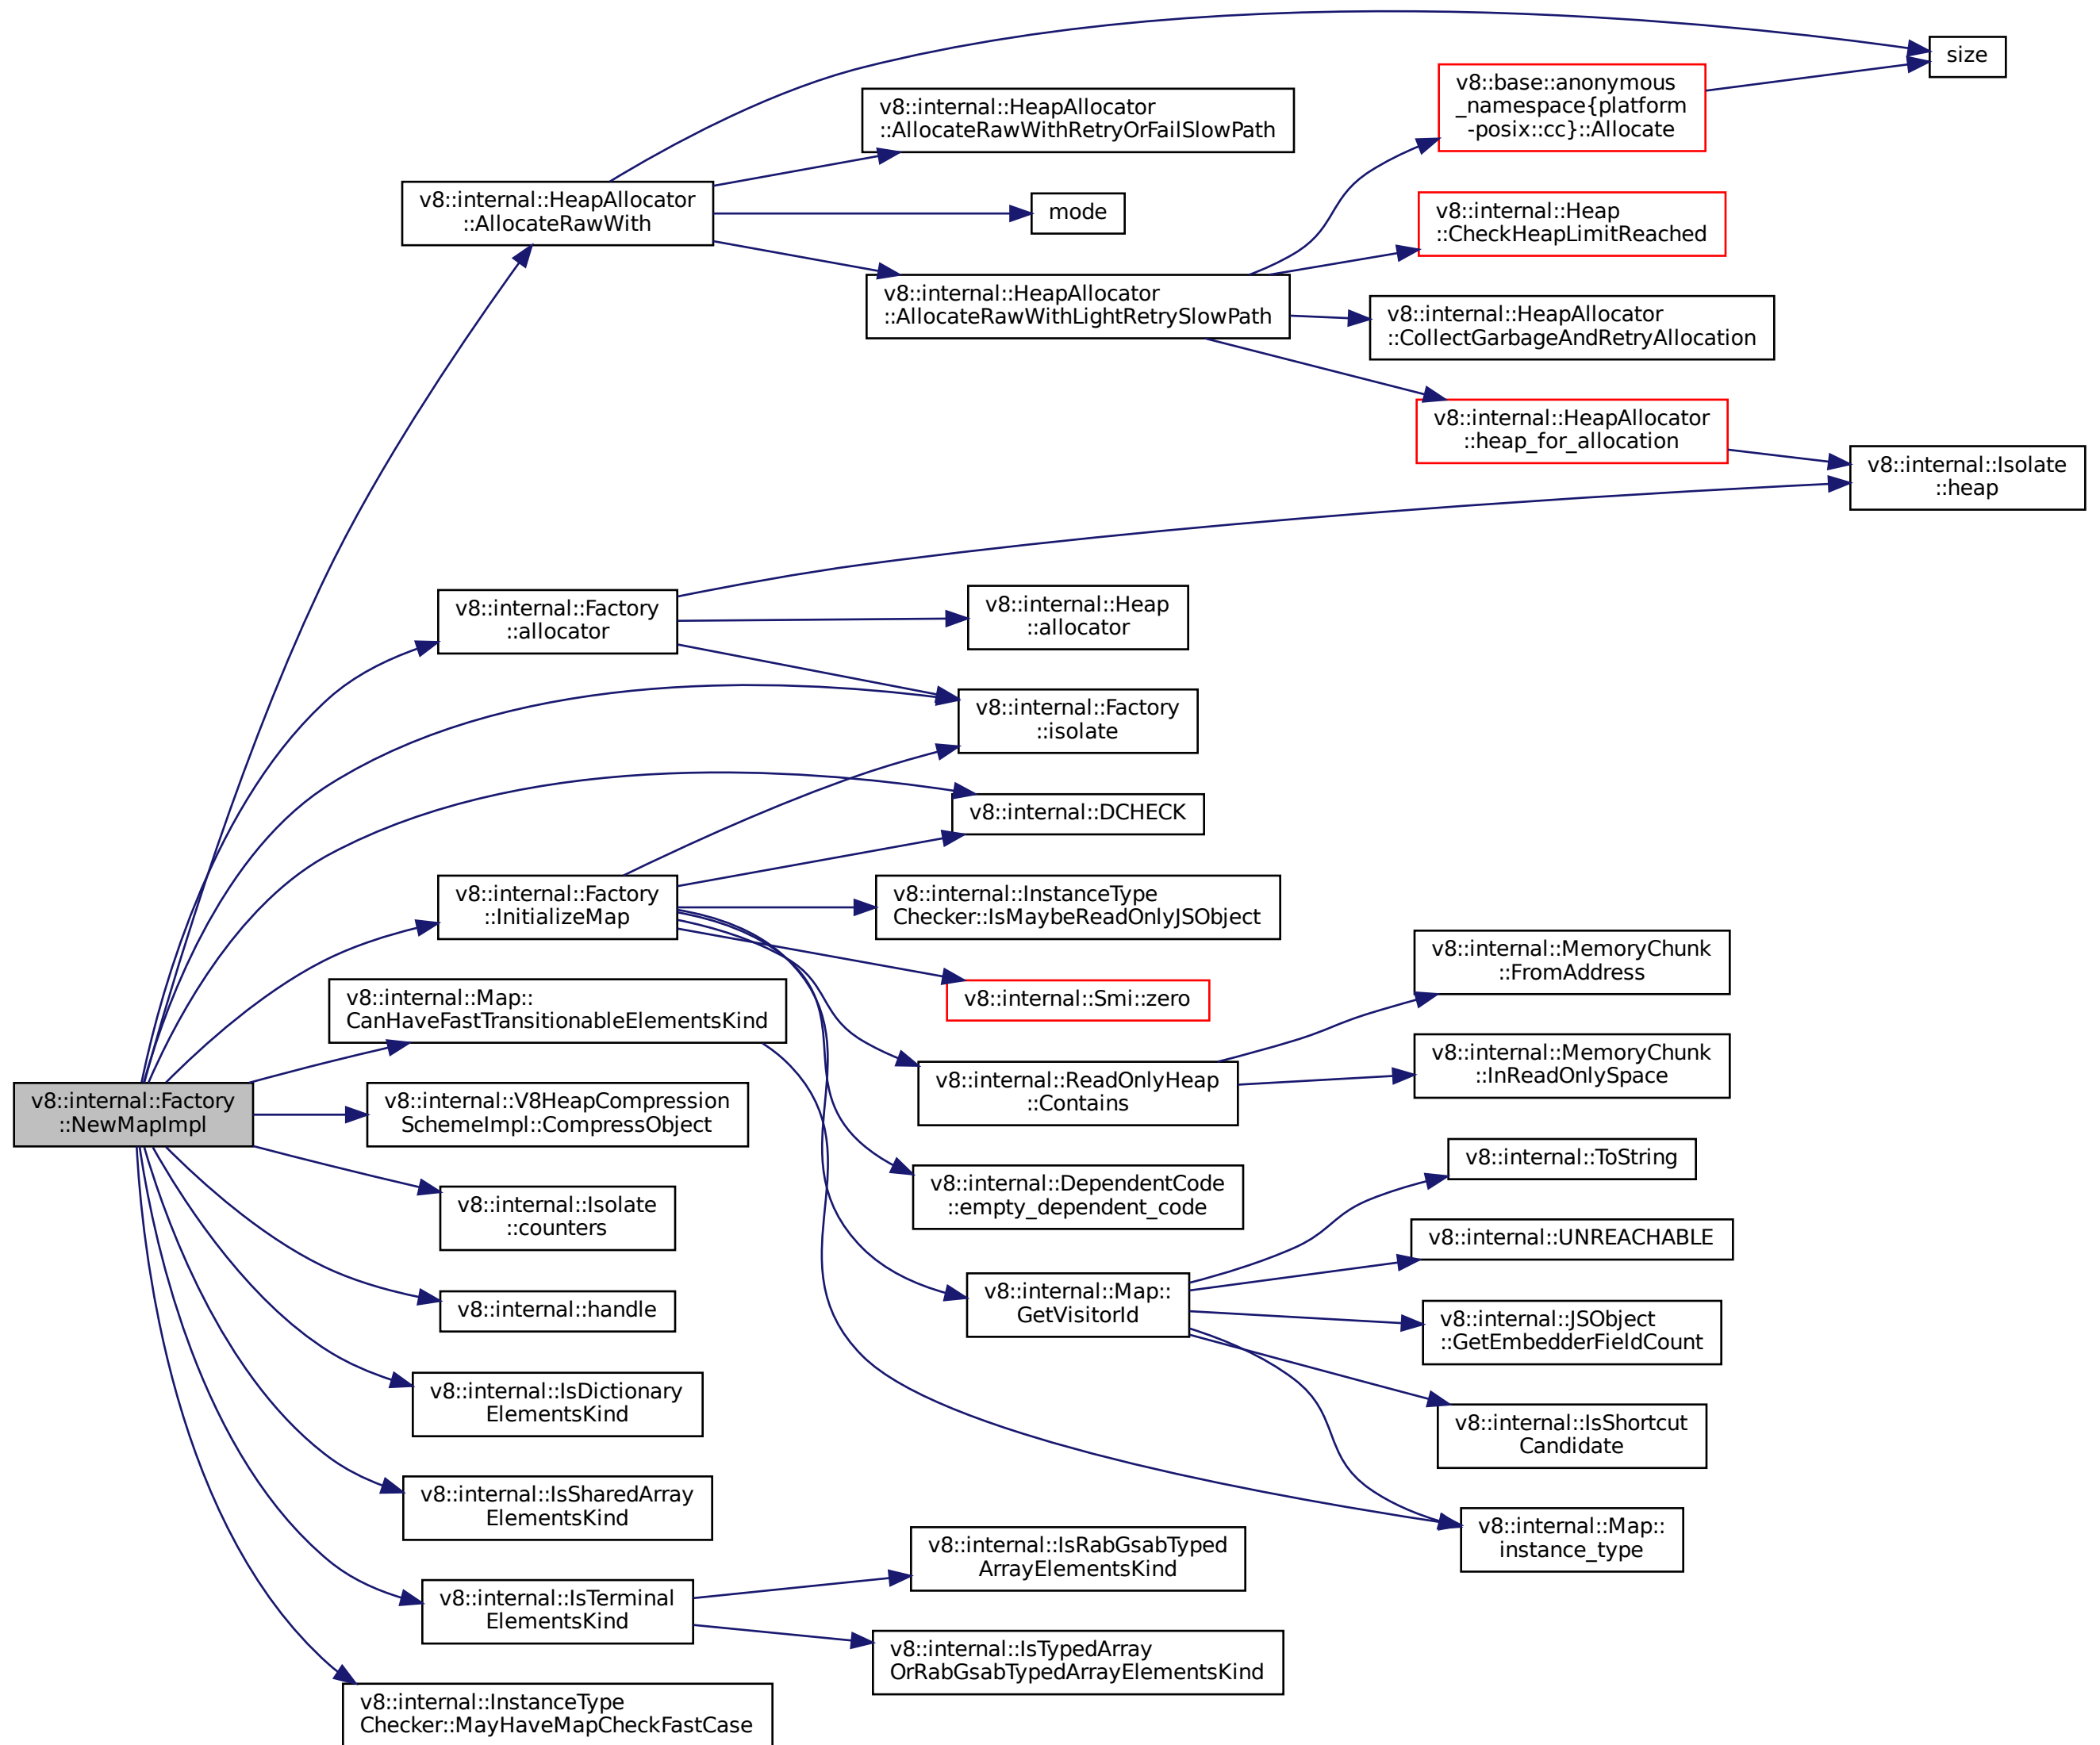 size
v8::base::anonymous
_namespace{platform
-posix::cc}::Allocate
v8::internal::HeapAllocator
::AllocateRawWithRetryOrFailSlowPath
v8::internal::HeapAllocator
::AllocateRawWith
mode
v8::internal::Heap
::CheckHeapLimitReached
v8::internal::HeapAllocator
::AllocateRawWithLightRetrySlowPath
v8::internal::HeapAllocator
::CollectGarbageAndRetryAllocation
v8::internal::HeapAllocator
::heap_for_allocation
v8::internal::Isolate
::heap
v8::internal::Factory
::allocator
v8::internal::Heap
::allocator
v8::internal::Factory
::isolate
v8::internal::DCHECK
v8::internal::Factory
::InitializeMap
v8::internal::InstanceType
Checker::IsMaybeReadOnlyJSObject
v8::internal::MemoryChunk
::FromAddress
v8::internal::Map::
CanHaveFastTransitionableElementsKind
v8::internal::Smi::zero
v8::internal::MemoryChunk
::InReadOnlySpace
v8::internal::ReadOnlyHeap
::Contains
v8::internal::Factory
::NewMapImpl
v8::internal::V8HeapCompression
SchemeImpl::CompressObject
v8::internal::ToString
v8::internal::DependentCode
::empty_dependent_code
v8::internal::Isolate
::counters
v8::internal::UNREACHABLE
v8::internal::Map::
GetVisitorId
v8::internal::handle
v8::internal::JSObject
::GetEmbedderFieldCount
v8::internal::IsDictionary
ElementsKind
v8::internal::IsShortcut
Candidate
v8::internal::IsSharedArray
ElementsKind
v8::internal::Map::
instance_type
v8::internal::IsRabGsabTyped
ArrayElementsKind
v8::internal::IsTerminal
ElementsKind
v8::internal::IsTypedArray
OrRabGsabTypedArrayElementsKind
v8::internal::InstanceType
Checker::MayHaveMapCheckFastCase